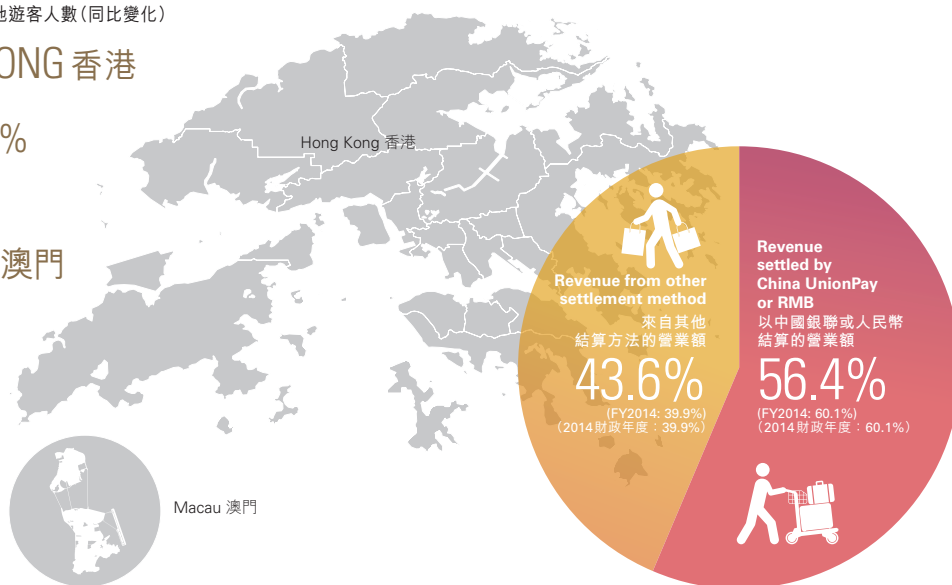 遊客人數(同比變化)
香港
%
澳門
Hong Kong 香港
Revenue from other
settlement method
來自其他
結算方法的營業額
43.6%
(FY2014: 39.9%)
(2014財政年度:39.9%)
Revenue
settled by
China UnionPay
or RMB
以中國銀聯或人民幣
結算的營業額
56.4%
(FY2014: 60.1%)
(2014財政年度:60.1%)
Macau 澳門